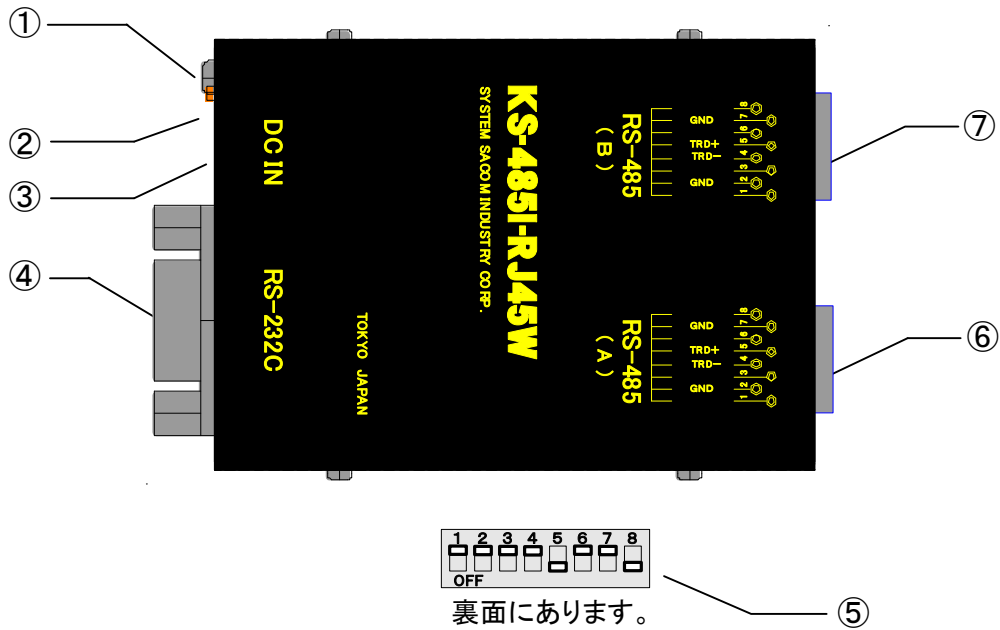 ①
②
③
④
DC IN
RS-232C
TOKYO JAPAN
KS-485I-RJ45W
SYSTEM SACOM INDUSTRY CORP.
RS-485
(B)
GND
TRD+
TRD-
GND
8
7
6
5
4
3
2
1
RS-485
(A)
GND
TRD+
TRD-
GND
8
7
6
5
4
3
2
1
⑦
⑥
1 2 3 4 5 6 7 8
OFF
裏面にあります。
⑤